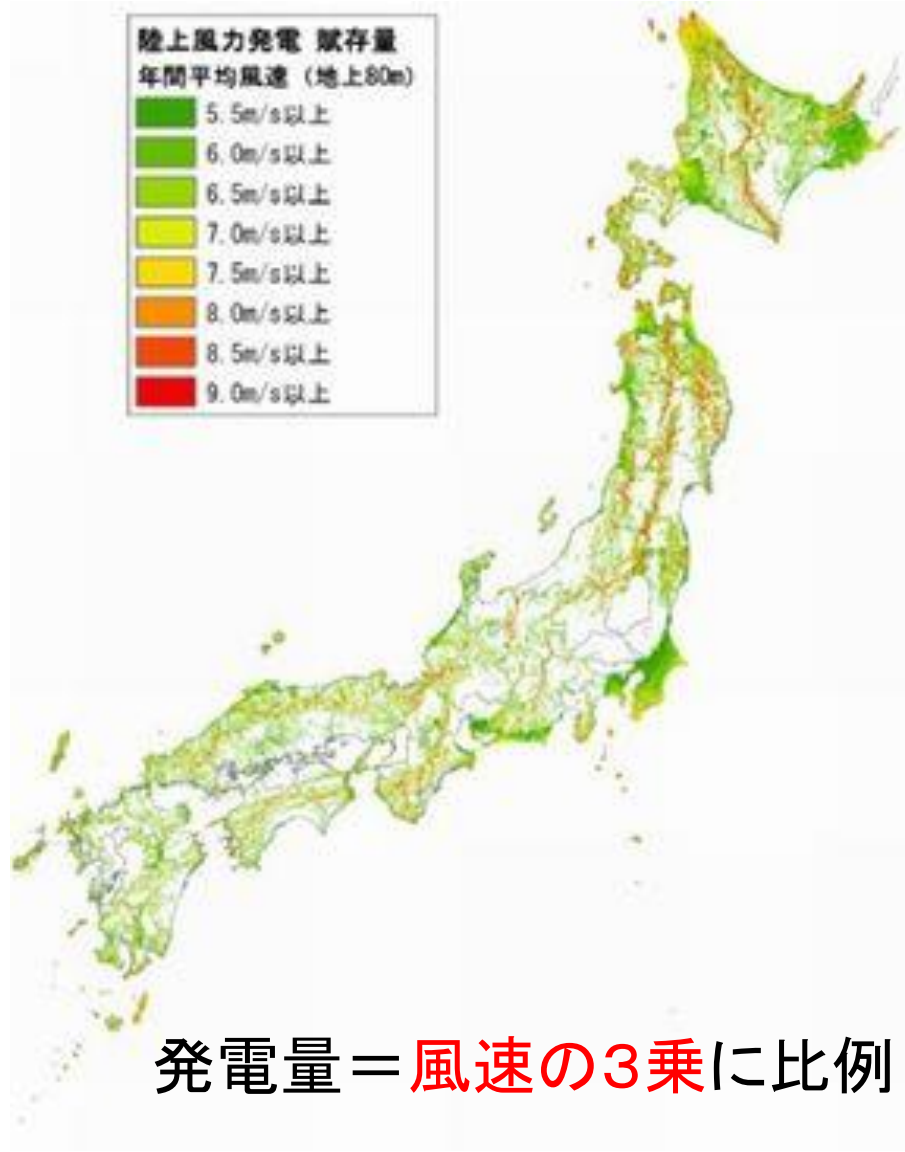 陸上風力発電 賦存量
年間平均風速（地上80m）
5.5m/s以上
6.0m/s以上
6.5m/s以上
7.0m/s以上
7.5m/s以上
8.0m/s以上
8.5m/s以上
9.0m/s以上
発電量＝風速の３乗に比例